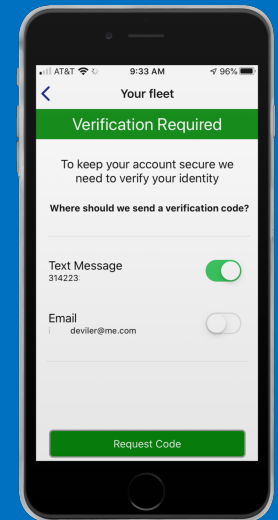 AT&T 9:33 AM 96%
Your fleet
Verification Required
To keep your account secure we
need to verify your identity
Where should we send a verification code?
Text Message
314223
Email
deviler@me.com
Request Code